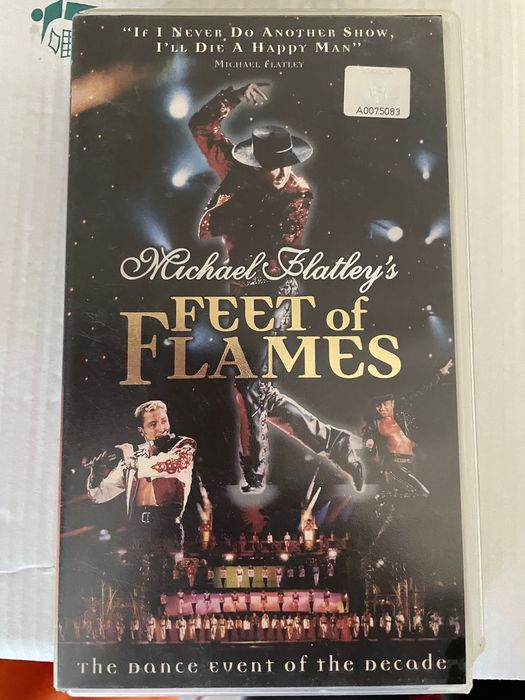 “If I Never Do Another Show,
I'll Die A Happy Man”
Michael Flatley
A0075083
Michael Flatley's
FEET of
FLAMES
The Dance Event of the Decade